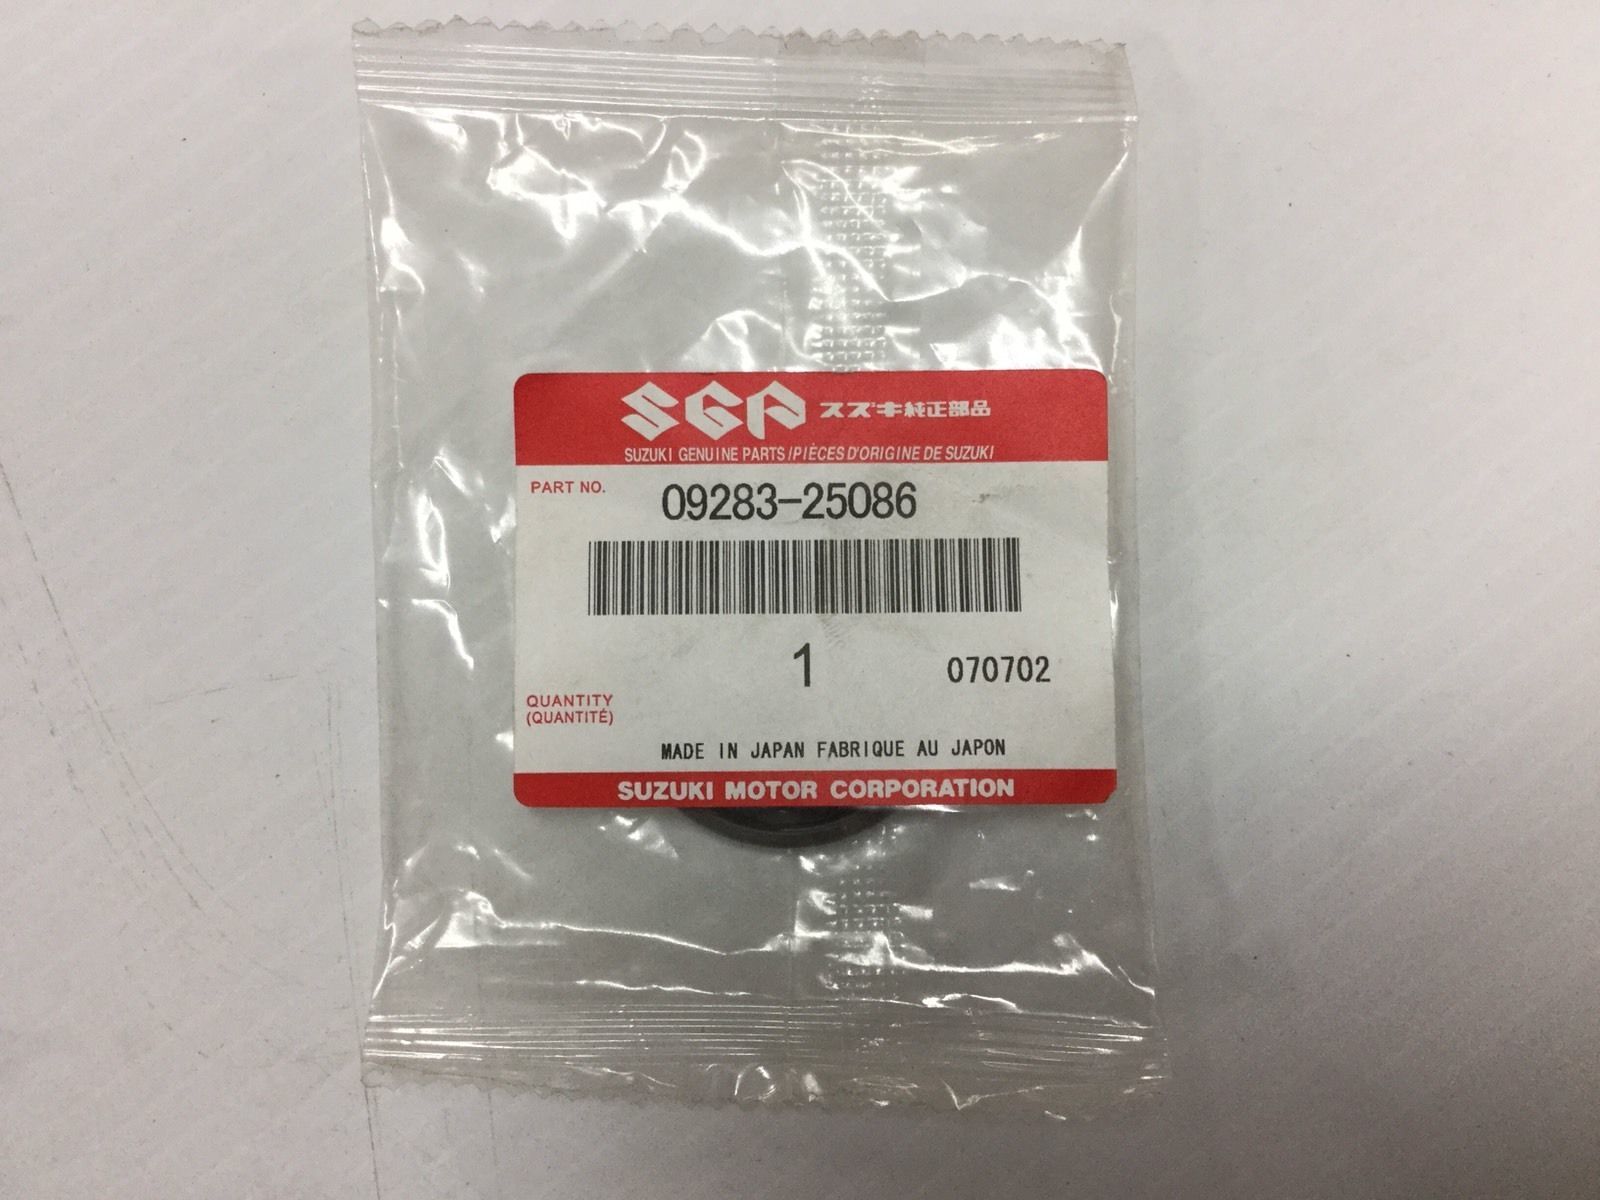 SGP スズキ純正部品
SUZUKI GENUINE PARTS/PIÈCES D'ORIGINE DE SUZUKI
PART NO. 09283-25086
1 070702
QUANTITY
(QUANTITÉ)
MADE IN JAPAN FABRIQUE AU JAPON
SUZUKI MOTOR CORPORATION